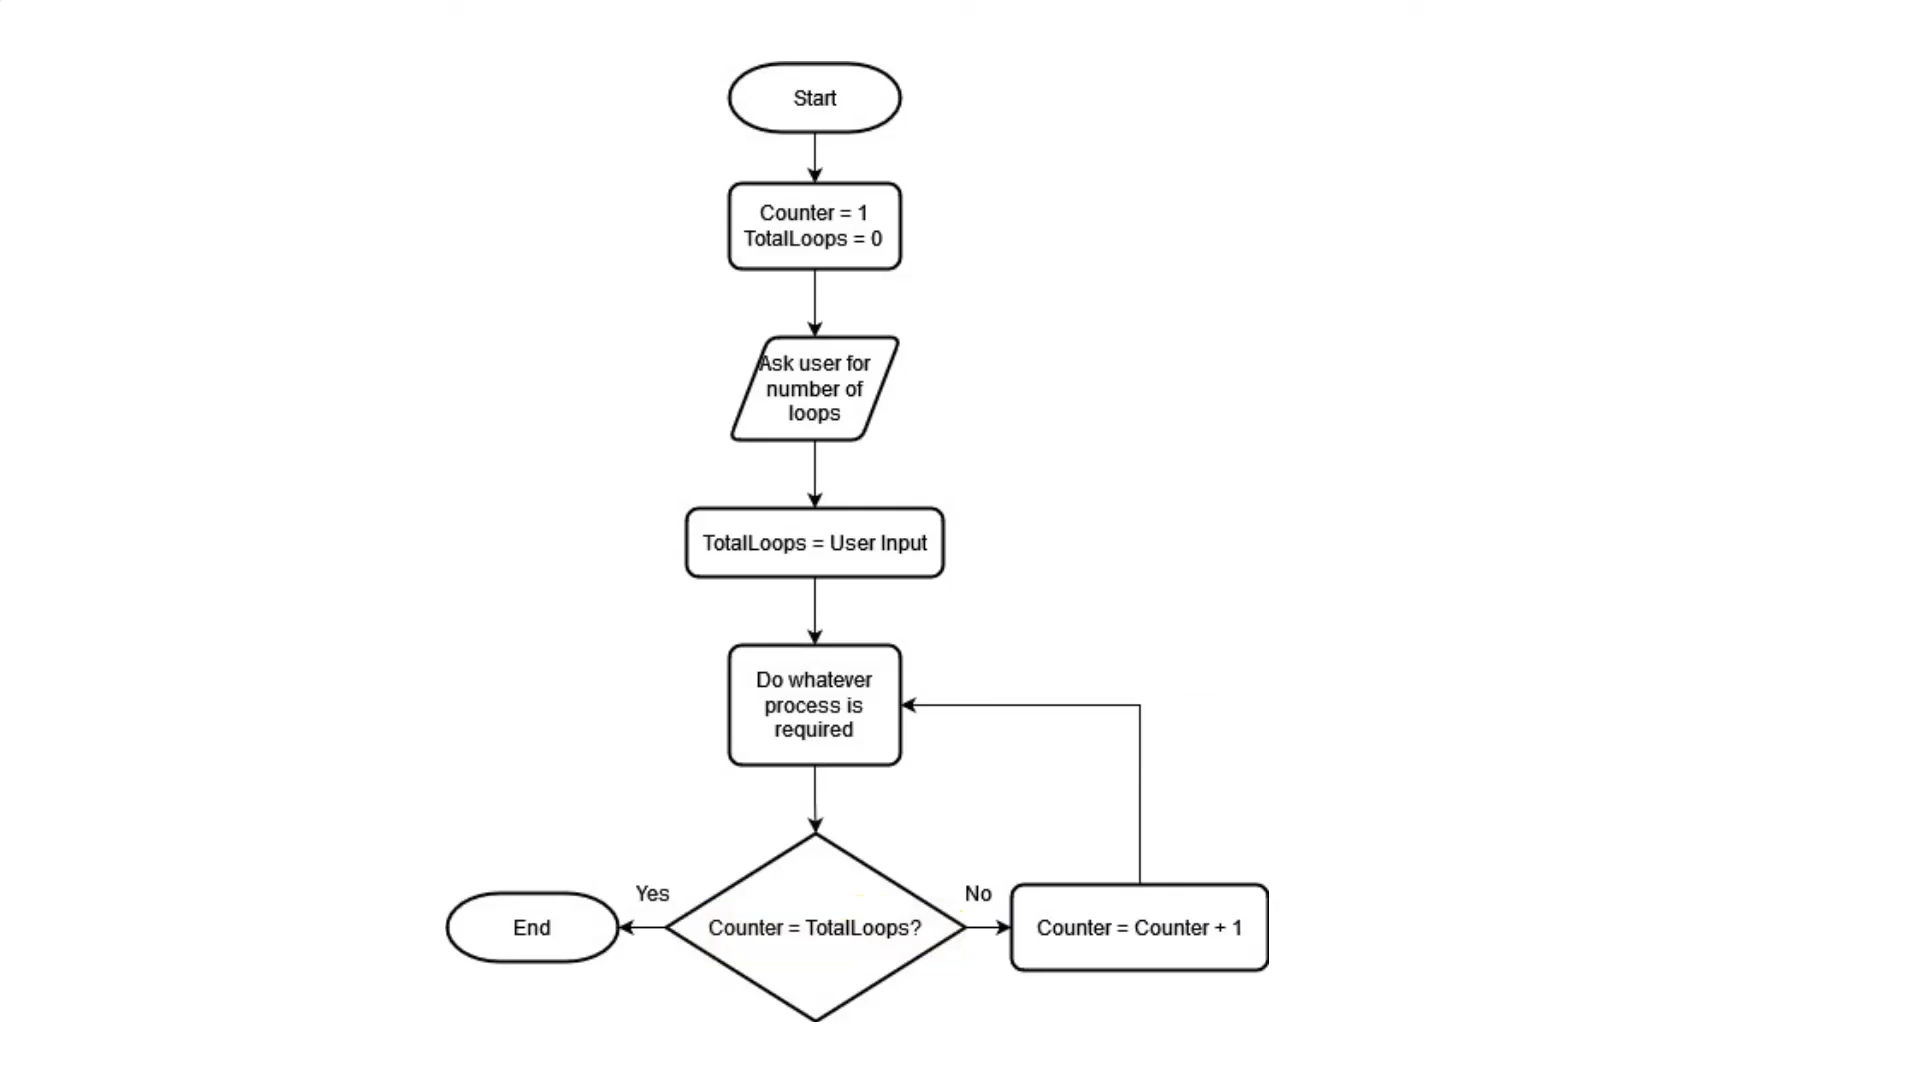 Start
Counter = 1
TotalLoops = 0
Ask user for
number of
loops
TotalLoops = User Input
Do whatever
process is
required
Yes
No
End
Counter = TotalLoops?
Counter = Counter + 1